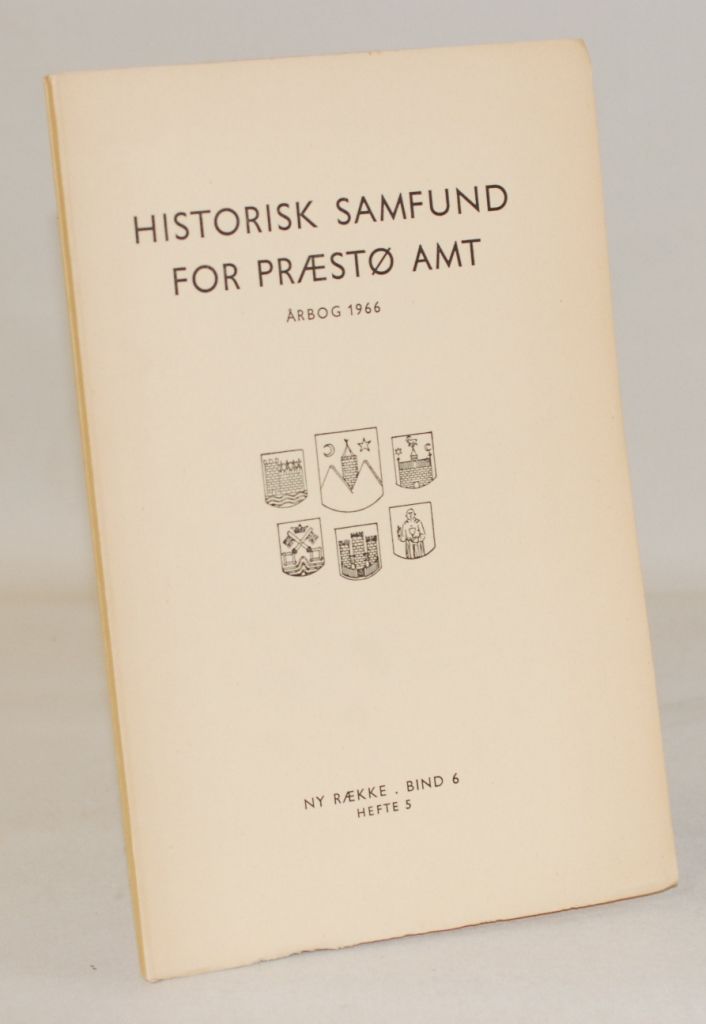 HISTORISK SAMFUND
FOR PRÆSTØ AMT
ÅRBOG 1966
NY RÆKKE . BIND 6
HEFTE 5